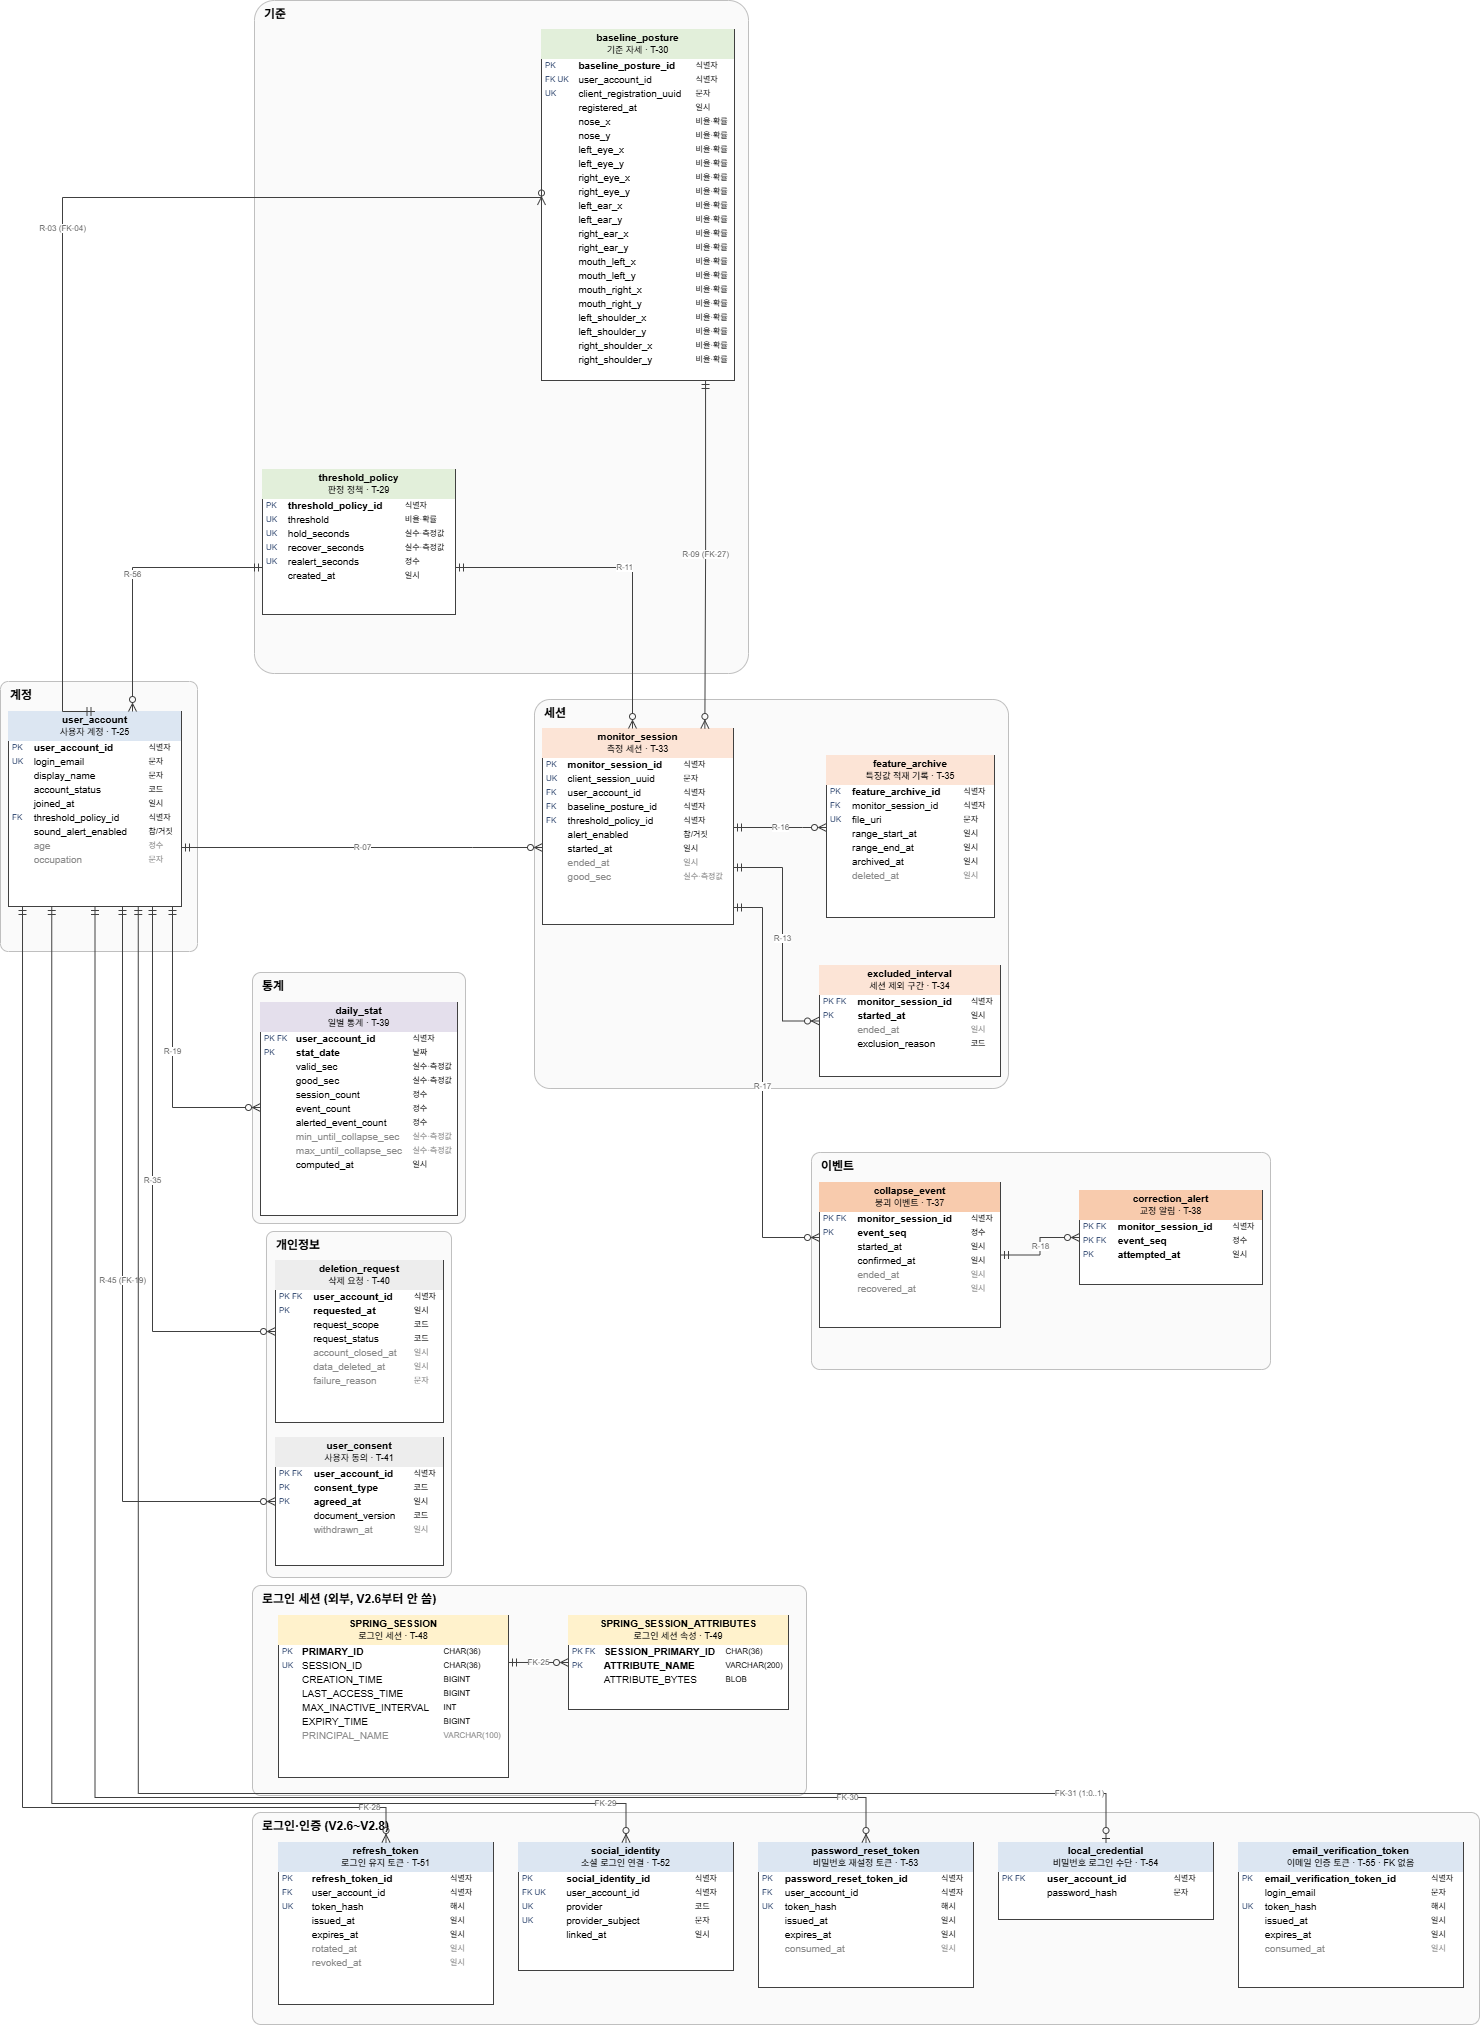 기준
baseline_posture
기준 자세 · T-30
PK baseline_posture_id 식별자
FK UK user_account_id 식별자
UK client_registration_uuid 문자
registered_at 일시
nose_x 비율·확률
nose_y 비율·확률
left_eye_x 비율·확률
left_eye_y 비율·확률
right_eye_x 비율·확률
right_eye_y 비율·확률
left_ear_x 비율·확률
left_ear_y 비율·확률
right_ear_x 비율·확률
right_ear_y 비율·확률
mouth_left_x 비율·확률
mouth_left_y 비율·확률
mouth_right_x 비율·확률
mouth_right_y 비율·확률
left_shoulder_x 비율·확률
left_shoulder_y 비율·확률
right_shoulder_x 비율·확률
right_shoulder_y 비율·확률
R-03 (FK-04)
threshold_policy
판정 정책 · T-29
PK threshold_policy_id 식별자
UK threshold 비율·확률
UK hold_seconds 실수·측정값
UK recover_seconds 실수·측정값
UK realert_seconds 정수
created_at 일시
R-09 (FK-27)
R-56
R-11
계정
user_account
사용자 계정 · T-25
PK user_account_id 식별자
UK login_email 문자
display_name 문자
account_status 코드
joined_at 일시
FK threshold_policy_id 식별자
sound_alert_enabled 참/거짓
age 정수
occupation 문자
R-07
세션
monitor_session
측정 세션 · T-33
PK monitor_session_id 식별자
UK client_session_uuid 문자
FK user_account_id 식별자
FK baseline_posture_id 식별자
FK threshold_policy_id 식별자
alert_enabled 참/거짓
started_at 일시
ended_at 일시
good_sec 실수·측정값
R-16
feature_archive
특징값 적재 기록 · T-35
PK feature_archive_id 식별자
FK monitor_session_id 식별자
UK file_uri 문자
range_start_at 일시
range_end_at 일시
archived_at 일시
deleted_at 일시
R-13
excluded_interval
세션 제외 구간 · T-34
PK FK monitor_session_id 식별자
PK started_at 일시
ended_at 일시
exclusion_reason 코드
R-17
통계
daily_stat
일별 통계 · T-39
PK FK user_account_id 식별자
PK stat_date 날짜
valid_sec 실수·측정값
good_sec 실수·측정값
session_count 정수
event_count 정수
alerted_event_count 정수
min_until_collapse_sec 실수·측정값
max_until_collapse_sec 실수·측정값
computed_at 일시
R-19
R-35
이벤트
collapse_event
붕괴 이벤트 · T-37
PK FK monitor_session_id 식별자
PK event_seq 정수
started_at 일시
confirmed_at 일시
ended_at 일시
recovered_at 일시
R-18
correction_alert
교정 알림 · T-38
PK FK monitor_session_id 식별자
PK FK event_seq 정수
PK attempted_at 일시
개인정보
deletion_request
삭제 요청 · T-40
PK FK user_account_id 식별자
PK requested_at 일시
request_scope 코드
request_status 코드
account_closed_at 일시
data_deleted_at 일시
failure_reason 문자
R-45 (FK-19)
user_consent
사용자 동의 · T-41
PK FK user_account_id 식별자
PK consent_type 코드
PK agreed_at 일시
document_version 코드
withdrawn_at 일시
로그인 세션 (외부, V2.6부터 안 씀)
SPRING_SESSION
로그인 세션 · T-48
PK PRIMARY_ID CHAR(36)
UK SESSION_ID CHAR(36)
CREATION_TIME BIGINT
LAST_ACCESS_TIME BIGINT
MAX_INACTIVE_INTERVAL INT
EXPIRY_TIME BIGINT
PRINCIPAL_NAME VARCHAR(100)
FK-25
SPRING_SESSION_ATTRIBUTES
로그인 세션 속성 · T-49
PK FK SESSION_PRIMARY_ID CHAR(36)
PK ATTRIBUTE_NAME VARCHAR(200)
ATTRIBUTE_BYTES BLOB
FK-28
FK-29
FK-30
FK-31 (1:0..1)
로그인·인증 (V2.6~V2.8)
refresh_token
로그인 유지 토큰 · T-51
PK refresh_token_id 식별자
FK user_account_id 식별자
UK token_hash 해시
issued_at 일시
expires_at 일시
rotated_at 일시
revoked_at 일시
social_identity
소셜 로그인 연결 · T-52
PK social_identity_id 식별자
FK UK user_account_id 식별자
UK provider 코드
UK provider_subject 문자
linked_at 일시
password_reset_token
비밀번호 재설정 토큰 · T-53
PK password_reset_token_id 식별자
FK user_account_id 식별자
UK token_hash 해시
issued_at 일시
expires_at 일시
consumed_at 일시
local_credential
비밀번호 로그인 수단 · T-54
PK FK user_account_id 식별자
password_hash 문자
email_verification_token
이메일 인증 토큰 · T-55 · FK 없음
PK email_verification_token_id 식별자
login_email 문자
UK token_hash 해시
issued_at 일시
expires_at 일시
consumed_at 일시